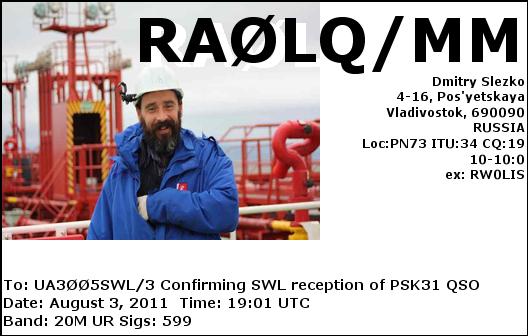 RAØLQ/MM
Dmitry Slezko
4-16, Pos'yetskaya
Vladivostok, 690090
RUSSIA
Loc:PN73 ITU:34 CQ:19
10-10:0
ex: RW0LIS
To: UA3ØØ5SWL/3 Confirming SWL reception of PSK31 QSO
Date: August 3, 2011 Time: 19:01 UTC
Band: 20M UR Sigs: 599